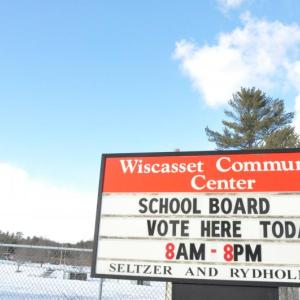 Wiscasset Commun
Center
SCHOOL BOARD
VOTE HERE TODA
8AM - 8PM
SELTZER AND RYDHOL